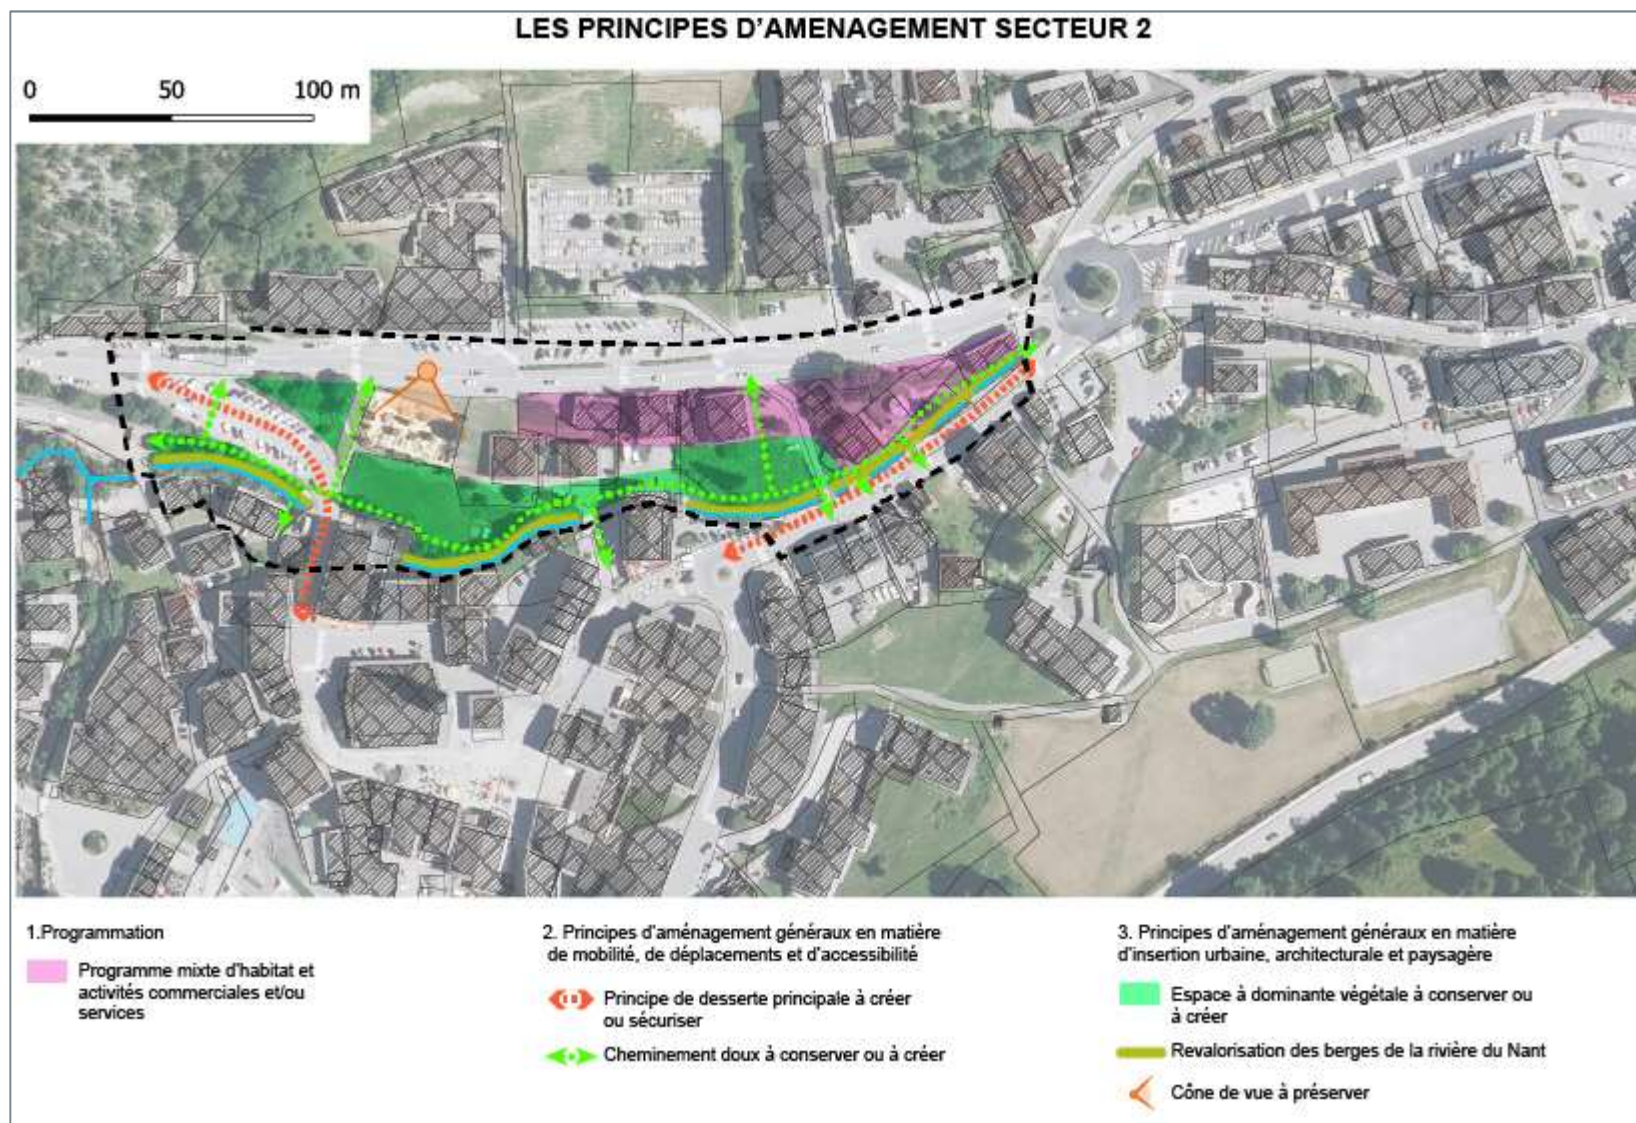 LES PRINCIPES D'AMENAGEMENT SECTEUR 2
0 50 100 m
1.Programmation
Programme mixte d'habitat et
activités commerciales et/ou
services
2. Principes d'aménagement généraux en matière
de mobilité, de déplacements et d'accessibilité
Principe de desserte principale à créer
ou sécuriser
Cheminement doux à conserver ou à créer
3. Principes d'aménagement généraux en matière
d'insertion urbaine, architecturale et paysagère
Espace à dominante végétale à conserver ou
à créer
Revalorisation des berges de la rivière du Nant
Cône de vue à préserver